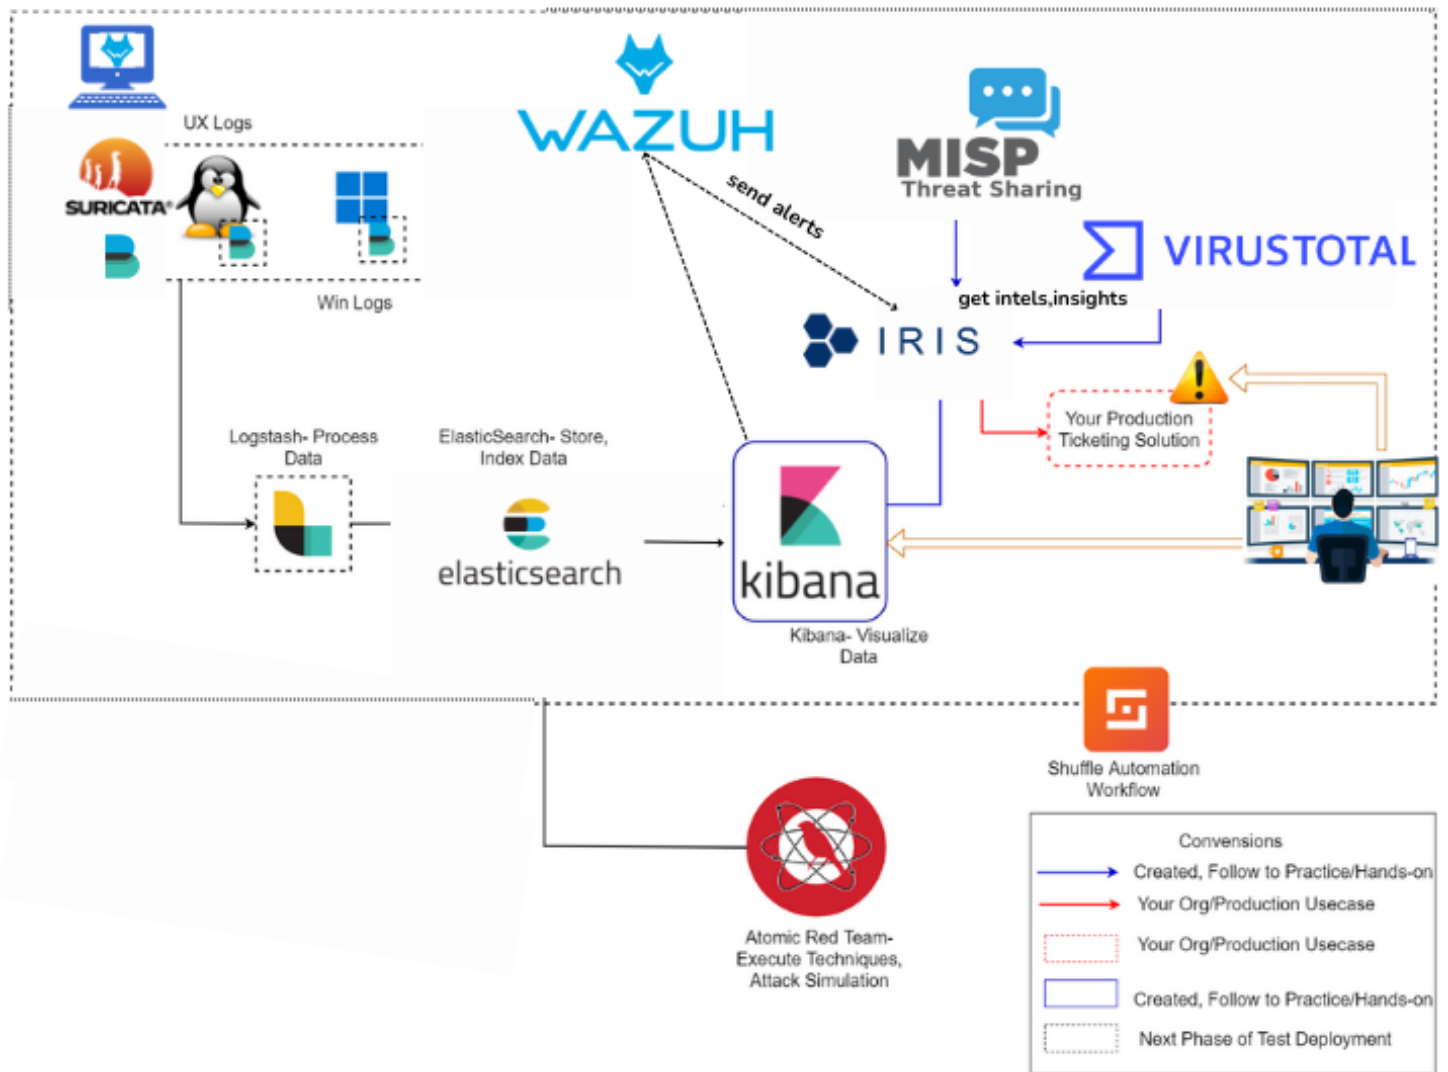 UX Logs
WAZUH
MISP
Threat Sharing
SURICATA®
send alerts
VIRUSTOTAL
Win Logs
get intels,insights
IRIS
Your Production
Ticketing Solution
Logstash- Process
Data
ElasticSearch- Store,
Index Data
elasticsearch
kibana
Kibana- Visualize
Data
Shuffle Automation
Workflow
Atomic Red Team-
Execute Techniques,
Attack Simulation
Convensions
Created, Follow to Practice/Hands-on
Your Org/Production Usecase
Your Org/Production Usecase
Created, Follow to Practice/Hands-on
Next Phase of Test Deployment